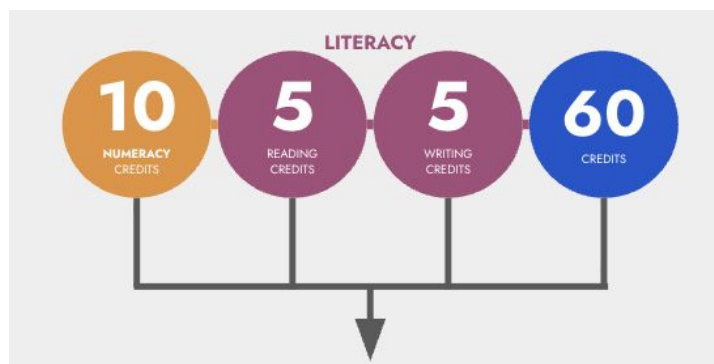 LITERACY
10
NUMERACY
CREDITS
5
READING
CREDITS
5
WRITING
CREDITS
60
CREDITS